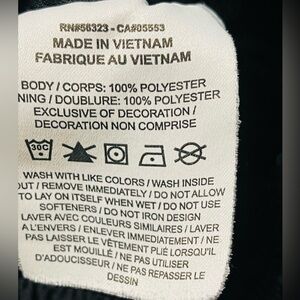 RN#56323 - CA#05553
MADE IN VIETNAM
FABRIQUE AU VIETNAM
BODY / CORPS: 100% POLYESTER
NING / DOUBLURE: 100% POLYESTER
EXCLUSIVE OF DECORATION /
DECORATION NON COMPRISE
30C
WASH WITH LIKE COLORS / WASH INSIDE
OUT / REMOVE IMMEDIATELY / DO NOT ALLOW
TO LAY ON ITSELF WHEN WET / DO NOT USE
SOFTENERS / DO NOT IRON DESIGN
LAVER AVEC COULEURS SIMILAIRES / LAVER
A L'ENVERS / ENLEVER IMMEDIATEMENT / NE
PAS LAISSER LE VÊTEMENT PLIÉ LORSQU'IL
EST MOUILLÉ / NE PAS UTILISER
D'ADOUCISSEUR / NE PAS REPASSER LE
DESSIN